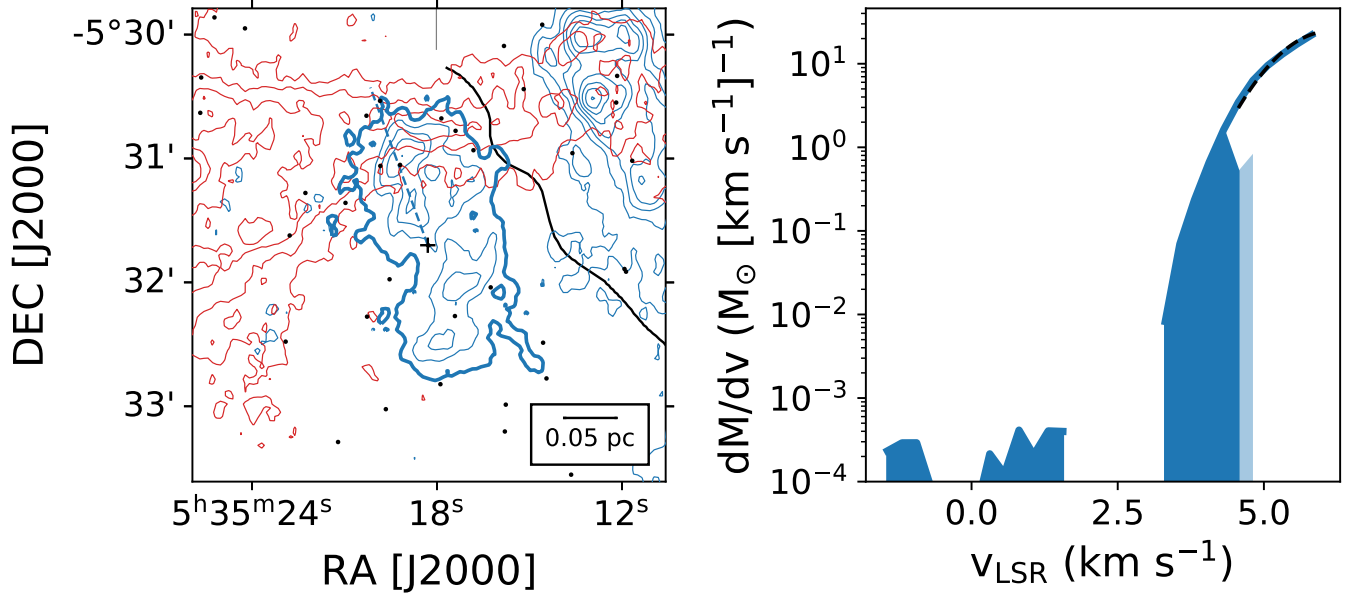 -5°30'
31'
32'
33'
DEC [J2000]
0.05 pc
5ʰ35ᵐ24ˢ 18ˢ 12ˢ
RA [J2000]
10¹
10⁰
10⁻¹
10⁻²
10⁻³
10⁻⁴
dM/dv (M☉ [km s⁻¹]⁻¹)
0.0 2.5 5.0
v_LSR (km s⁻¹)